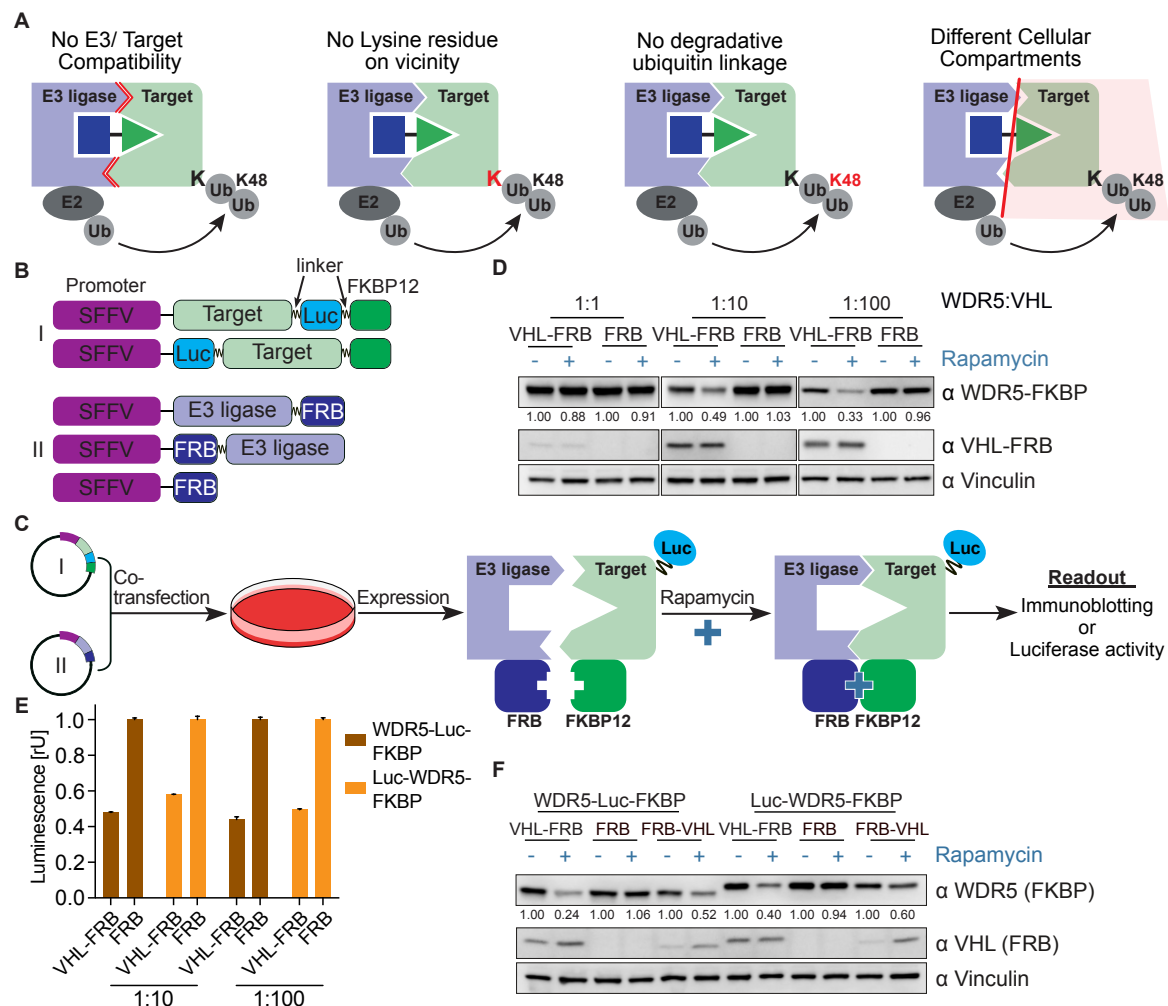 A
No E3/ Target
Compatibility
E3 ligase
Target
K
K48
Ub
Ub
E2
Ub
No Lysine residue
on vicinity
E3 ligase
Target
K
K48
Ub
Ub
E2
Ub
No degradative
ubiquitin linkage
E3 ligase
Target
K
K48
Ub
Ub
E2
Ub
Different Cellular
Compartments
E3 ligase
Target
K
K48
Ub
Ub
E2
Ub
B
Promoter
linker
FKBP12
I
SFFV
Target
Luc
SFFV
Luc
Target
II
SFFV
E3 ligase
FRB
SFFV
FRB
E3 ligase
SFFV
FRB
D
1:1 1:10 1:100 WDR5:VHL
VHL-FRB FRB VHL-FRB FRB VHL-FRB FRB
- + - + - + - + - + - + Rapamycin
α WDR5-FKBP
1.00 0.88 1.00 0.91 1.00 0.49 1.00 1.03 1.00 0.33 1.00 0.96
α VHL-FRB
α Vinculin
C
I
II
Co-
transfection
Expression
E3 ligase
Target
Luc
FRB
FKBP12
Rapamycin
E3 ligase
Target
Luc
FRB
FKBP12
Readout
Immunoblotting
or
Luciferase activity
E
Luminescence [rU]
1.0
0.8
0.6
0.4
0.2
0.0
VHL-FRB
FRB
VHL-FRB
FRB
VHL-FRB
FRB
VHL-FRB
FRB
1:10
1:100
WDR5-Luc-
FKBP
Luc-WDR5-
FKBP
F
WDR5-Luc-FKBP Luc-WDR5-FKBP
VHL-FRB FRB FRB-VHL VHL-FRB FRB FRB-VHL
- + - + - + - + - + - + Rapamycin
α WDR5 (FKBP)
1.00 0.24 1.00 1.06 1.00 0.52 1.00 0.40 1.00 0.94 1.00 0.60
α VHL (FRB)
α Vinculin